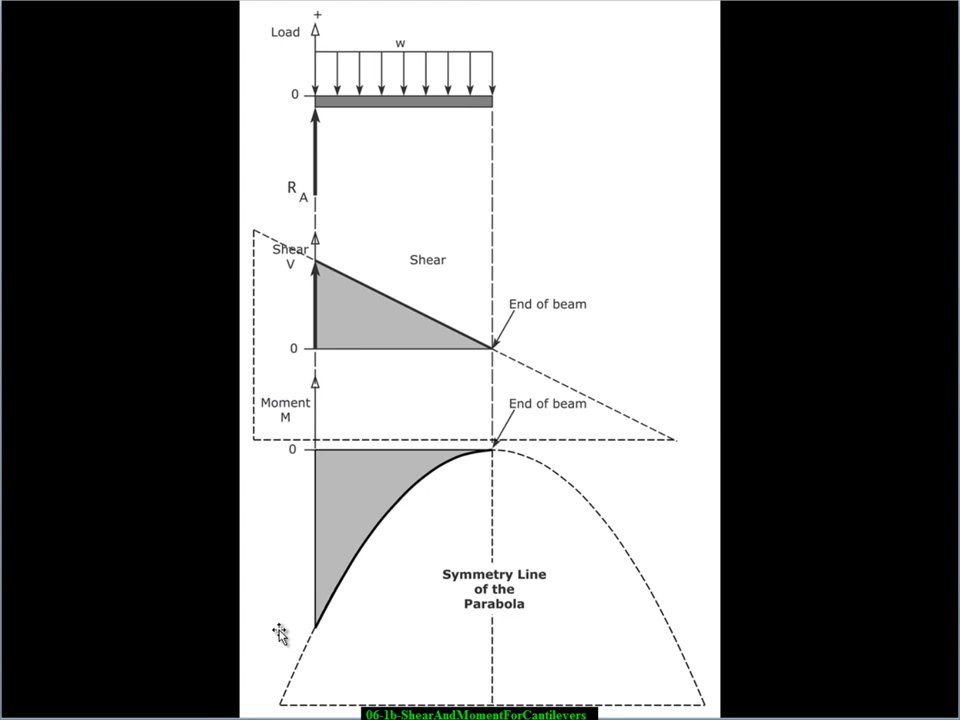 +
Load
w
0
R A
Shear
V
Shear
End of beam
0
Moment
M
End of beam
0
Symmetry Line
of the
Parabola
06-1b-ShearAndMomentForCantilevers